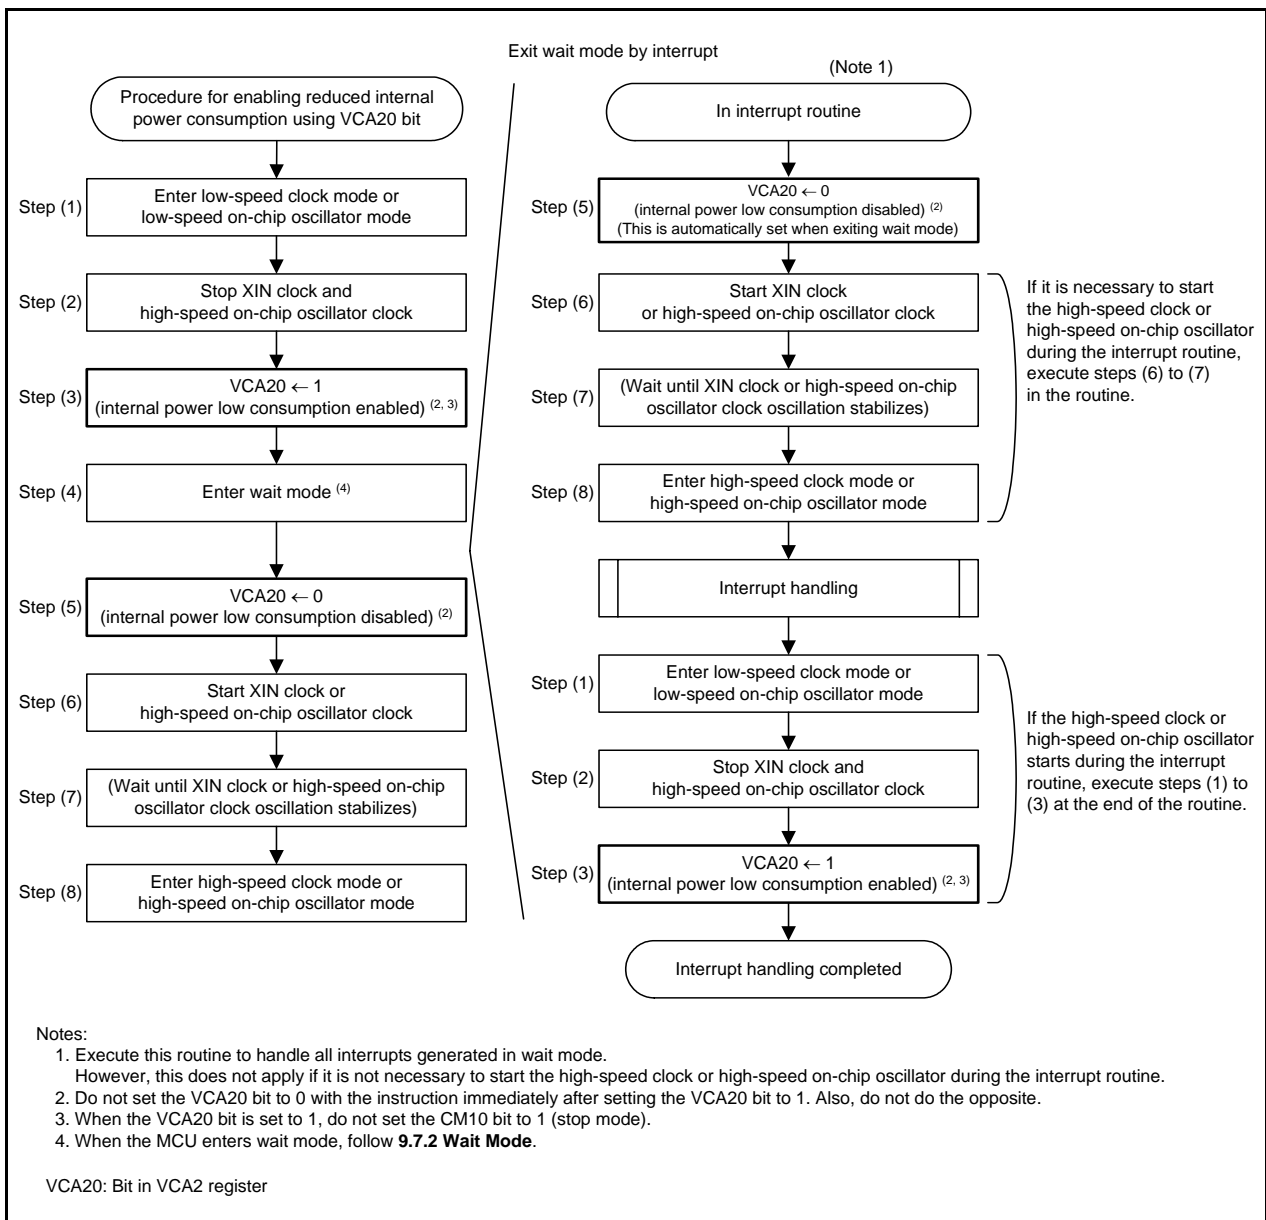 Exit wait mode by interrupt
Procedure for enabling reduced internal
power consumption using VCA20 bit
Step (1)
Enter low-speed clock mode or
low-speed on-chip oscillator mode
Step (2)
Stop XIN clock and
high-speed on-chip oscillator clock
Step (3)
VCA20 ← 1
(internal power low consumption enabled) (2, 3)
Step (4)
Enter wait mode (4)
Step (5)
VCA20 ← 0
(internal power low consumption disabled) (2)
Step (6)
Start XIN clock or
high-speed on-chip oscillator clock
Step (7)
(Wait until XIN clock or high-speed on-chip
oscillator clock oscillation stabilizes)
Step (8)
Enter high-speed clock mode or
high-speed on-chip oscillator mode
(Note 1)
In interrupt routine
Step (5)
VCA20 ← 0
(internal power low consumption disabled) (2)
(This is automatically set when exiting wait mode)
Step (6)
Start XIN clock
or high-speed on-chip oscillator clock
Step (7)
(Wait until XIN clock or high-speed on-chip
oscillator clock oscillation stabilizes)
Step (8)
Enter high-speed clock mode or
high-speed on-chip oscillator mode
If it is necessary to start
the high-speed clock or
high-speed on-chip oscillator
during the interrupt routine,
execute steps (6) to (7)
in the routine.
Interrupt handling
Step (1)
Enter low-speed clock mode or
low-speed on-chip oscillator mode
Step (2)
Stop XIN clock and
high-speed on-chip oscillator clock
Step (3)
VCA20 ← 1
(internal power low consumption enabled) (2, 3)
If the high-speed clock or
high-speed on-chip oscillator
starts during the interrupt
routine, execute steps (1) to
(3) at the end of the routine.
Interrupt handling completed
Notes:
1. Execute this routine to handle all interrupts generated in wait mode.
However, this does not apply if it is not necessary to start the high-speed clock or high-speed on-chip oscillator during the interrupt routine.
2. Do not set the VCA20 bit to 0 with the instruction immediately after setting the VCA20 bit to 1. Also, do not do the opposite.
3. When the VCA20 bit is set to 1, do not set the CM10 bit to 1 (stop mode).
4. When the MCU enters wait mode, follow 9.7.2 Wait Mode.
VCA20: Bit in VCA2 register